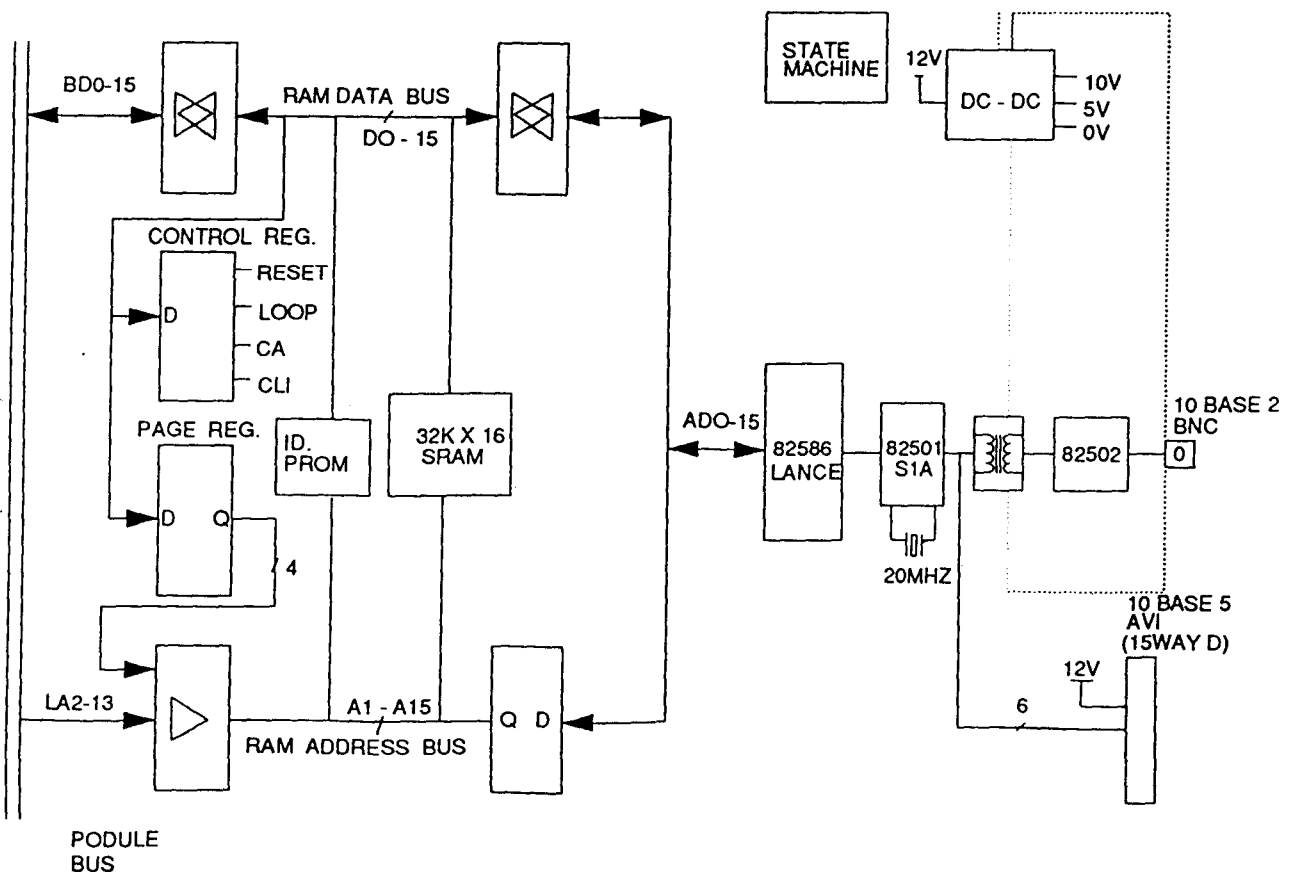 BD0-15
RAM DATA BUS
DO - 15
STATE
MACHINE
12V
DC - DC
10V
5V
0V
CONTROL REG.
D
RESET
LOOP
CA
CLI
PAGE REG.
D Q
4
ID.
PROM
32K X 16
SRAM
ADO-15
82586
LANCE
82501
S1A
20MHZ
82502
10 BASE 2
BNC
0
10 BASE 5
AVI
(15WAY D)
12V
6
LA2-13
A1 - A15
RAM ADDRESS BUS
Q D
PODULE
BUS